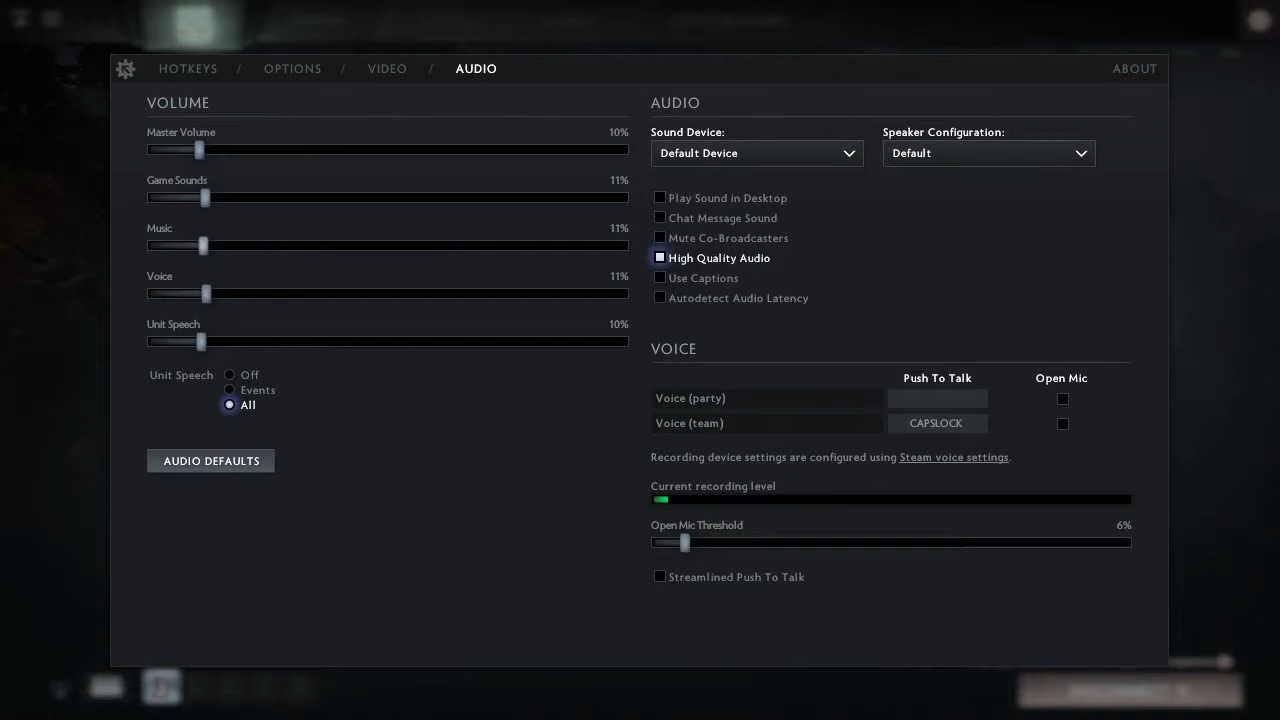 HOTKEYS / OPTIONS / VIDEO / AUDIO ABOUT
VOLUME
Master Volume 10%
Game Sounds 11%
Music 11%
Voice 11%
Unit Speech 10%
Unit Speech Off
Events
All
AUDIO DEFAULTS
AUDIO
Sound Device: Speaker Configuration:
Default Device Default
Play Sound in Desktop
Chat Message Sound
Mute Co-Broadcasters
High Quality Audio
Use Captions
Autodetect Audio Latency
VOICE
Push To Talk Open Mic
Voice (party)
Voice (team) CAPSLOCK
Recording device settings are configured using Steam voice settings.
Current recording level
Open Mic Threshold 6%
Streamlined Push To Talk